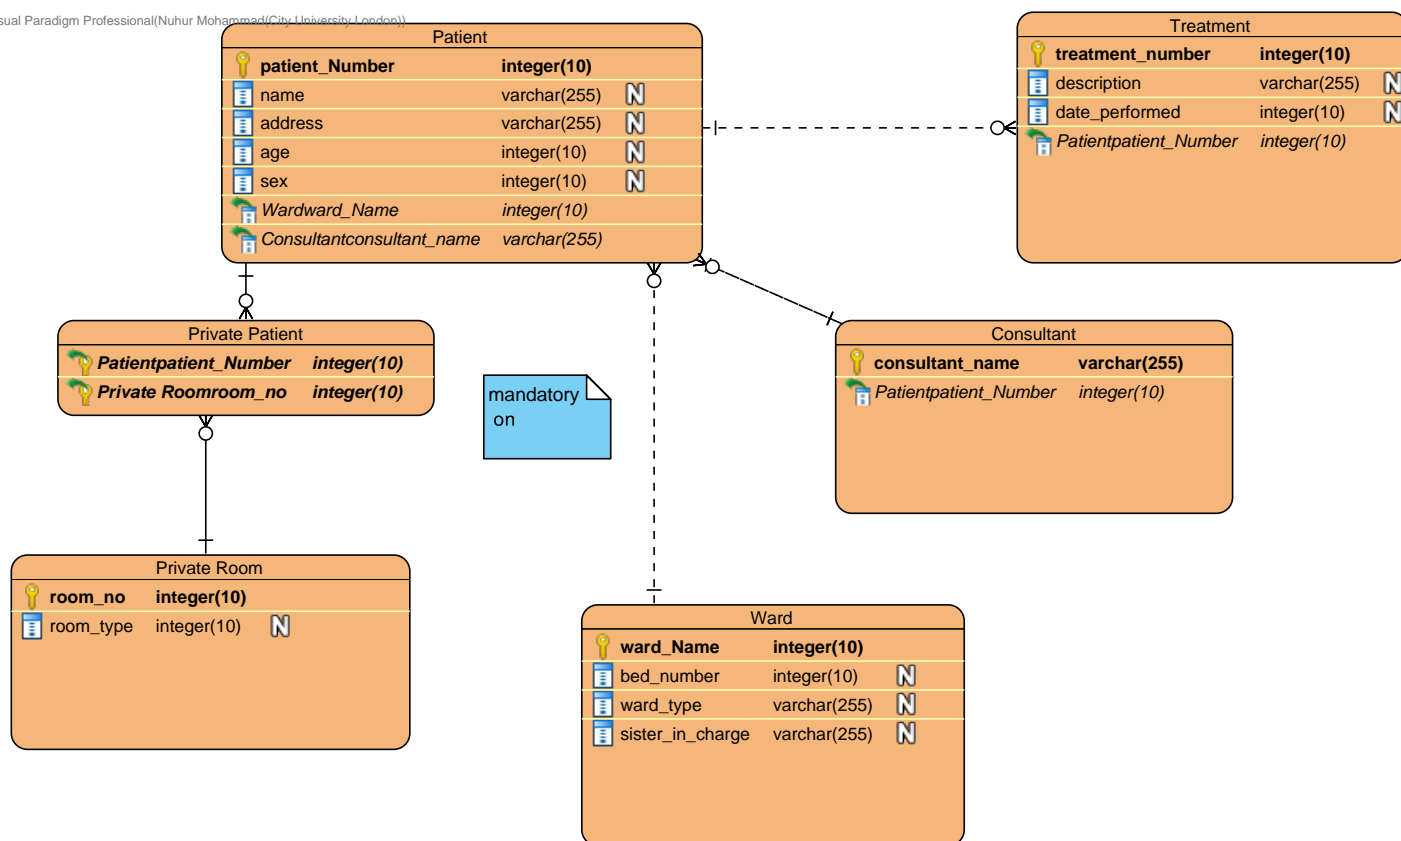 sual Paradigm Professional(Nuhur Mohammad(City University London))
Patient
patient_Number integer(10)
name varchar(255) N
address varchar(255) N
age integer(10) N
sex integer(10) N
Wardward_Name integer(10)
Consultantconsultant_name varchar(255)
Treatment
treatment_number integer(10)
description varchar(255) N
date_performed integer(10) N
Patientpatient_Number integer(10)
Private Patient
Patientpatient_Number integer(10)
Private Roomroom_no integer(10)
mandatory
on
Consultant
consultant_name varchar(255)
Patientpatient_Number integer(10)
Private Room
room_no integer(10)
room_type integer(10) N
Ward
ward_Name integer(10)
bed_number integer(10) N
ward_type varchar(255) N
sister_in_charge varchar(255) N